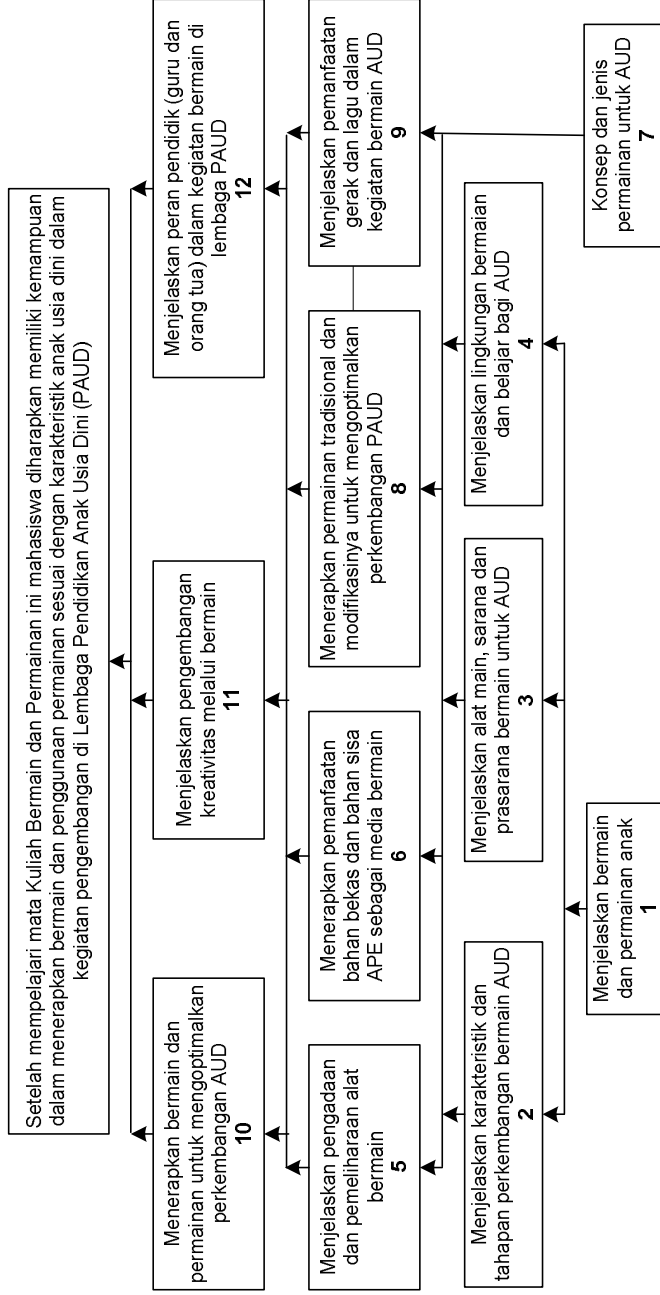 Setelah mempelajari mata Kuliah Bermain dan Permainan ini mahasiswa diharapkan memiliki kemampuan
dalam menerapkan bermain dan penggunaan permainan sesuai dengan karakteristik anak usia dini dalam
kegiatan pengembangan di Lembaga Pendidikan Anak Usia Dini (PAUD)
Menerapkan bermain dan
permainan untuk mengoptimalkan
perkembangan AUD
10
Menjelaskan pengembangan
kreativitas melalui bermain
11
Menjelaskan peran pendidik (guru dan
orang tua) dalam kegiatan bermain di
lembaga PAUD
12
Menjelaskan pengadaan
dan pemeliharaan alat
bermain
5
Menerapkan pemanfaatan
bahan bekas dan bahan sisa
APE sebagai media bermain
6
Menerapkan permainan tradisional dan
modifikasinya untuk mengoptimalkan
perkembangan PAUD
8
Menjelaskan pemanfaatan
gerak dan lagu dalam
kegiatan bermain AUD
9
Menjelaskan karakteristik dan
tahapan perkembangan bermain AUD
2
Menjelaskan alat main, sarana dan
prasarana bermain untuk AUD
3
Menjelaskan lingkungan bermaian
dan belajar bagi AUD
4
Menjelaskan bermain
dan permainan anak
1
Konsep dan jenis
permainan untuk AUD
7